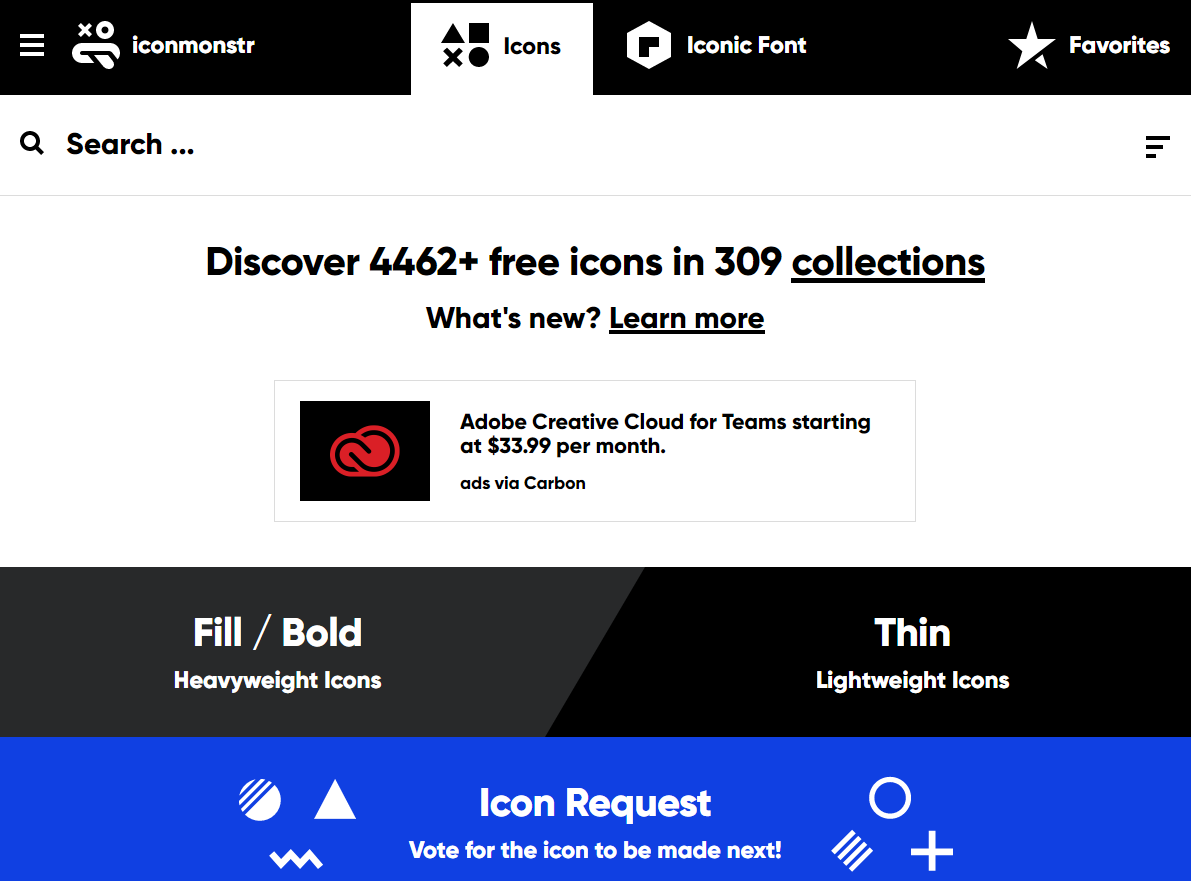 iconmonstr
Icons
Iconic Font
Favorites
Search ...
Discover 4462+ free icons in 309 collections
What's new? Learn more
Adobe Creative Cloud for Teams starting
at $33.99 per month.
ads via Carbon
Fill / Bold
Heavyweight Icons
Thin
Lightweight Icons
Icon Request
Vote for the icon to be made next!